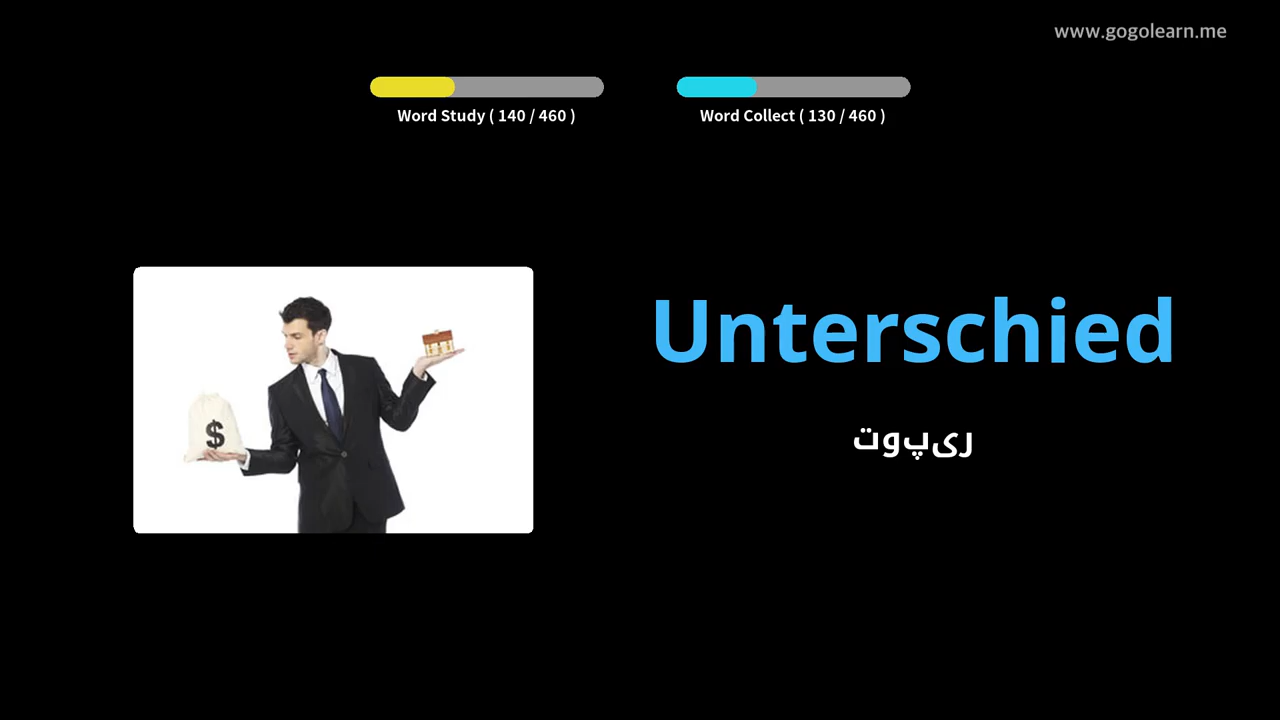 www.gogolearn.me
Word Study ( 140 / 460 )
Word Collect ( 130 / 460 )
Unterschied
ریپوت
$